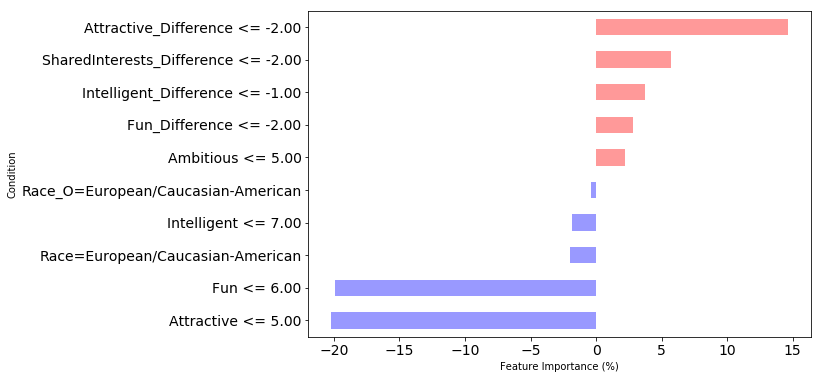 Attractive_Difference <= -2.00
SharedInterests_Difference <= -2.00
Intelligent_Difference <= -1.00
Fun_Difference <= -2.00
Ambitious <= 5.00
Race_O=European/Caucasian-American
Intelligent <= 7.00
Race=European/Caucasian-American
Fun <= 6.00
Attractive <= 5.00
Condition
−20 −15 −10 −5 0 5 10 15
Feature Importance (%)